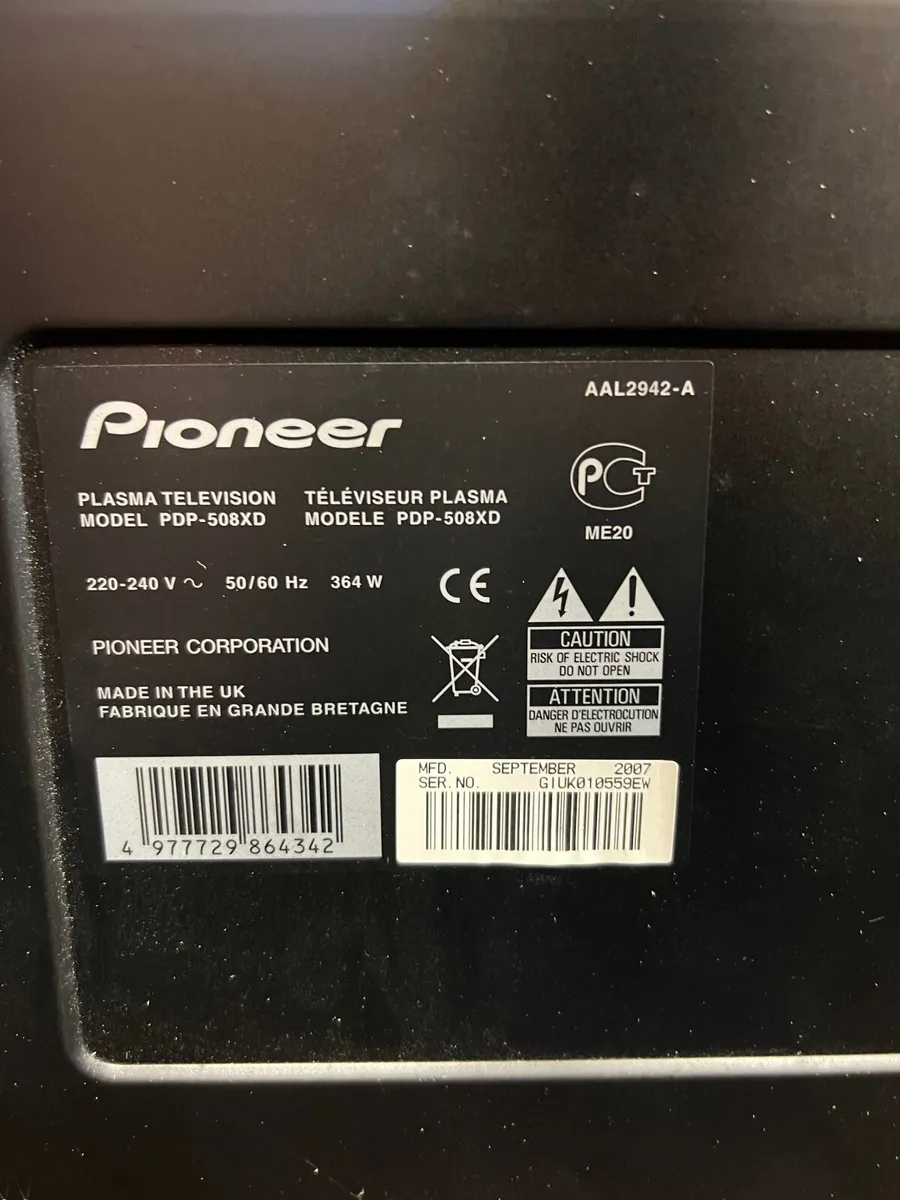 AAL2942-A
Pioneer
PLASMA TELEVISION TÉLÉVISEUR PLASMA
MODEL PDP-508XD MODELE PDP-508XD
PCT
ME20
220-240 V ~ 50/60 Hz 364 W
CE
PIONEER CORPORATION
MADE IN THE UK
FABRIQUE EN GRANDE BRETAGNE
CAUTION
RISK OF ELECTRIC SHOCK
DO NOT OPEN
ATTENTION
DANGER D'ELECTROCUTION
NE PAS OUVRIR
4 977729 864342
MFD. SEPTEMBER 2007
SER.NO. GIUK010559EW